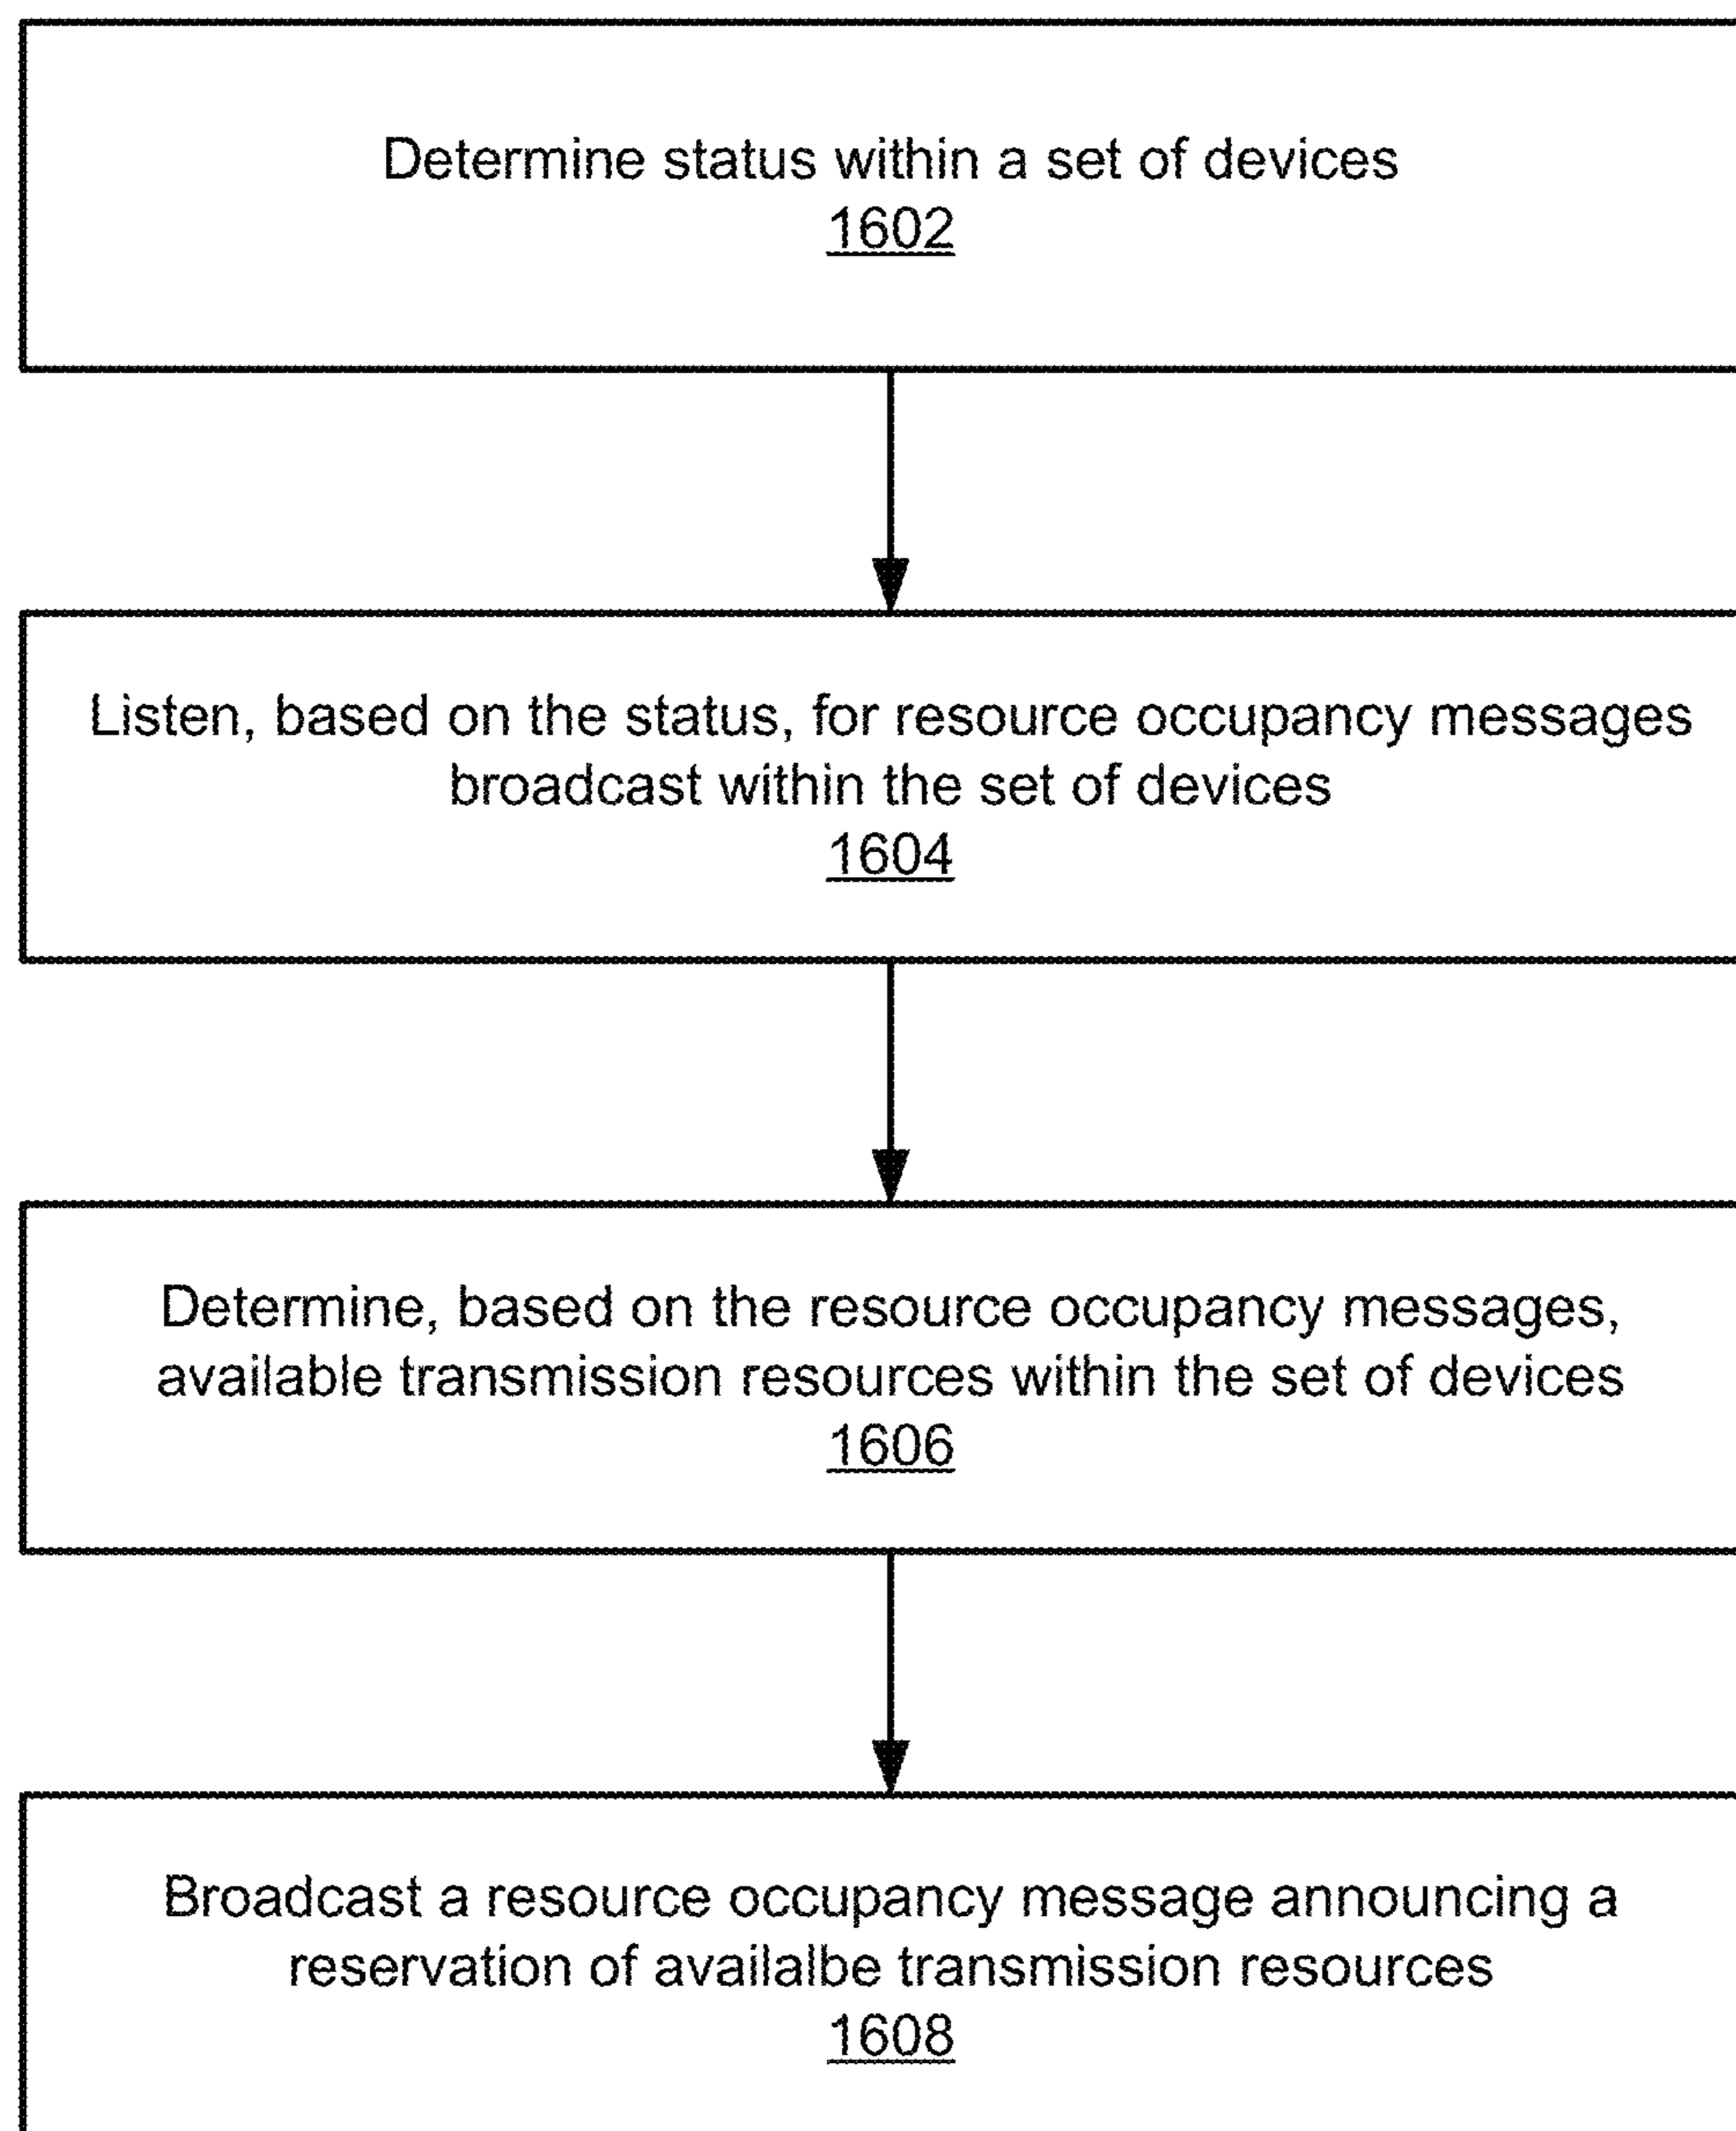 Determine status within a set of devices
1602
Listen, based on the status, for resource occupancy messages
broadcast within the set of devices
1604
Determine, based on the resource occupancy messages,
available transmission resources within the set of devices
1606
Broadcast a resource occupancy message announcing a
reservation of availalbe transmission resources
1608